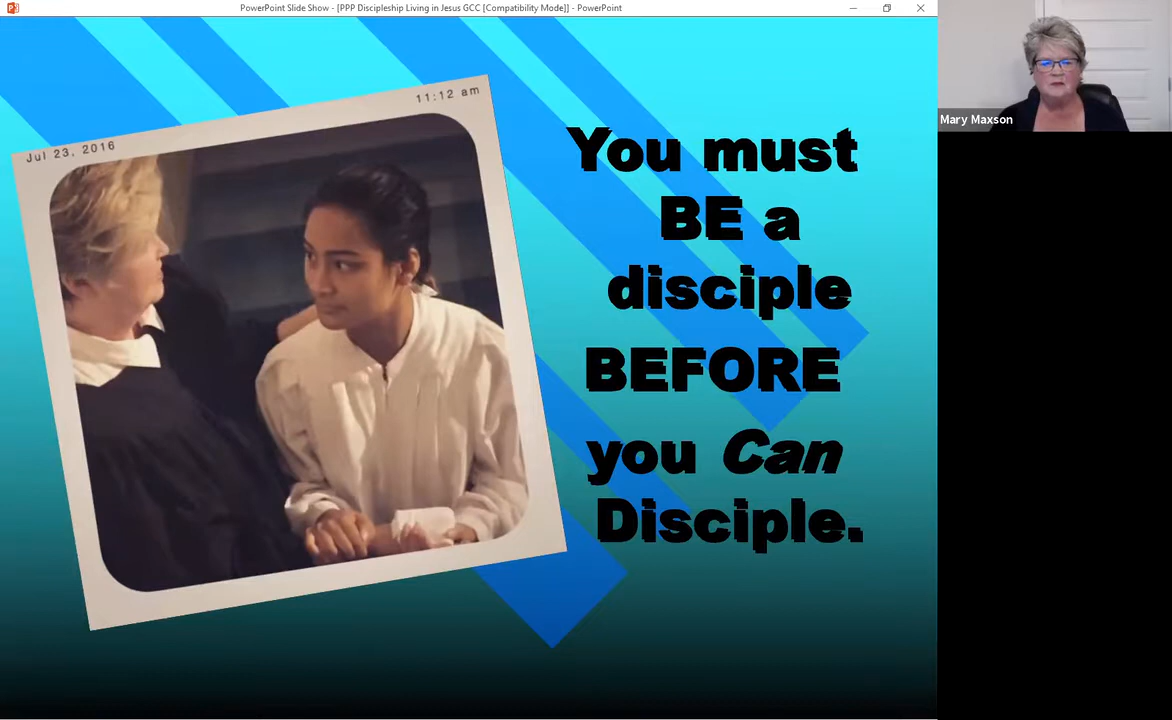 PowerPoint Slide Show - [PPP Discipleship Living in Jesus GCC [Compatibility Mode]] - PowerPoint
Mary Maxson
Jul 23, 2016
11:12 am
You must
BE a
disciple
BEFORE
you Can
Disciple.